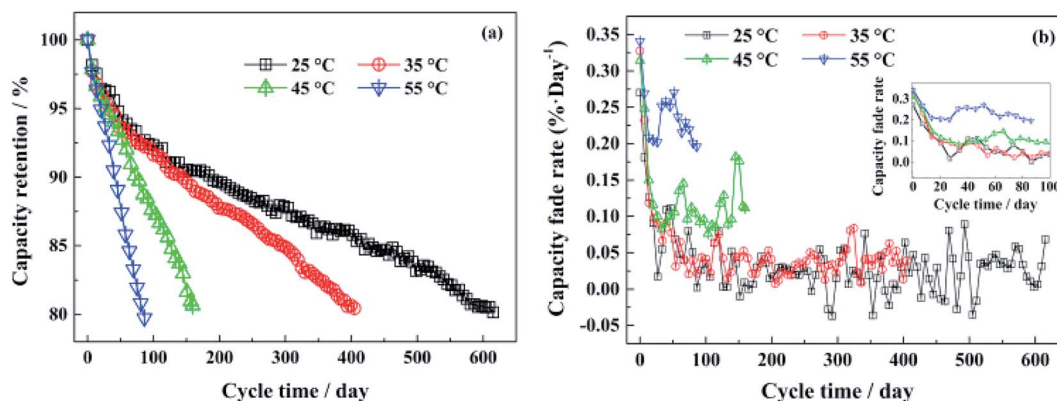 (a)
100
95
90
85
80
Capacity retention / %
25 °C
35 °C
45 °C
55 °C
0
100
200
300
400
500
600
Cycle time / day
(b)
0.35
0.30
0.25
0.20
0.15
0.10
0.05
0.00
-0.05
Capacity fade rate (%·Day⁻¹)
25 °C
35 °C
45 °C
55 °C
0
100
200
300
400
500
600
Cycle time / day
Capacity fade rate
0.3
0.2
0.1
0.0
0
20
40
60
80
100
Cycle time / day